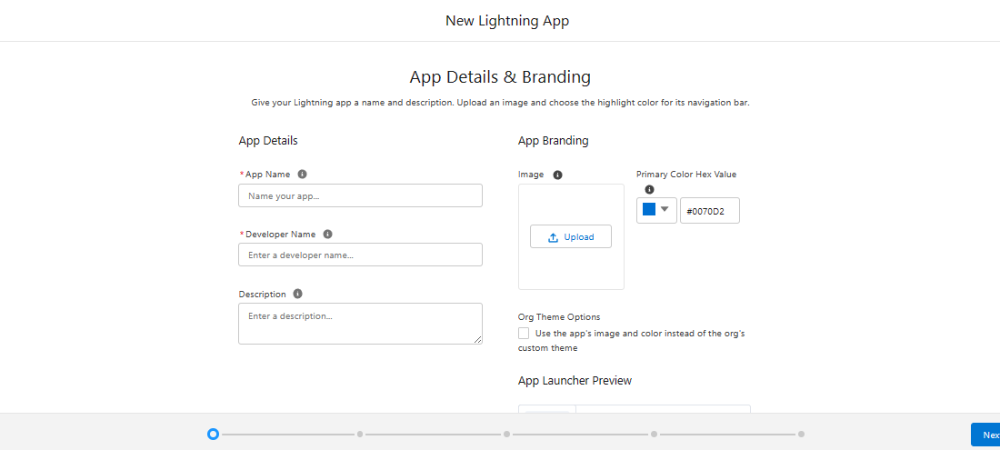 New Lightning App
App Details & Branding
Give your Lightning app a name and description. Upload an image and choose the highlight color for its navigation bar.
App Details
*App Name
Name your app...
*Developer Name
Enter a developer name...
Description
Enter a description...
App Branding
Image
Upload
Primary Color Hex Value
#0070D2
Org Theme Options
Use the app's image and color instead of the org's
custom theme
App Launcher Preview